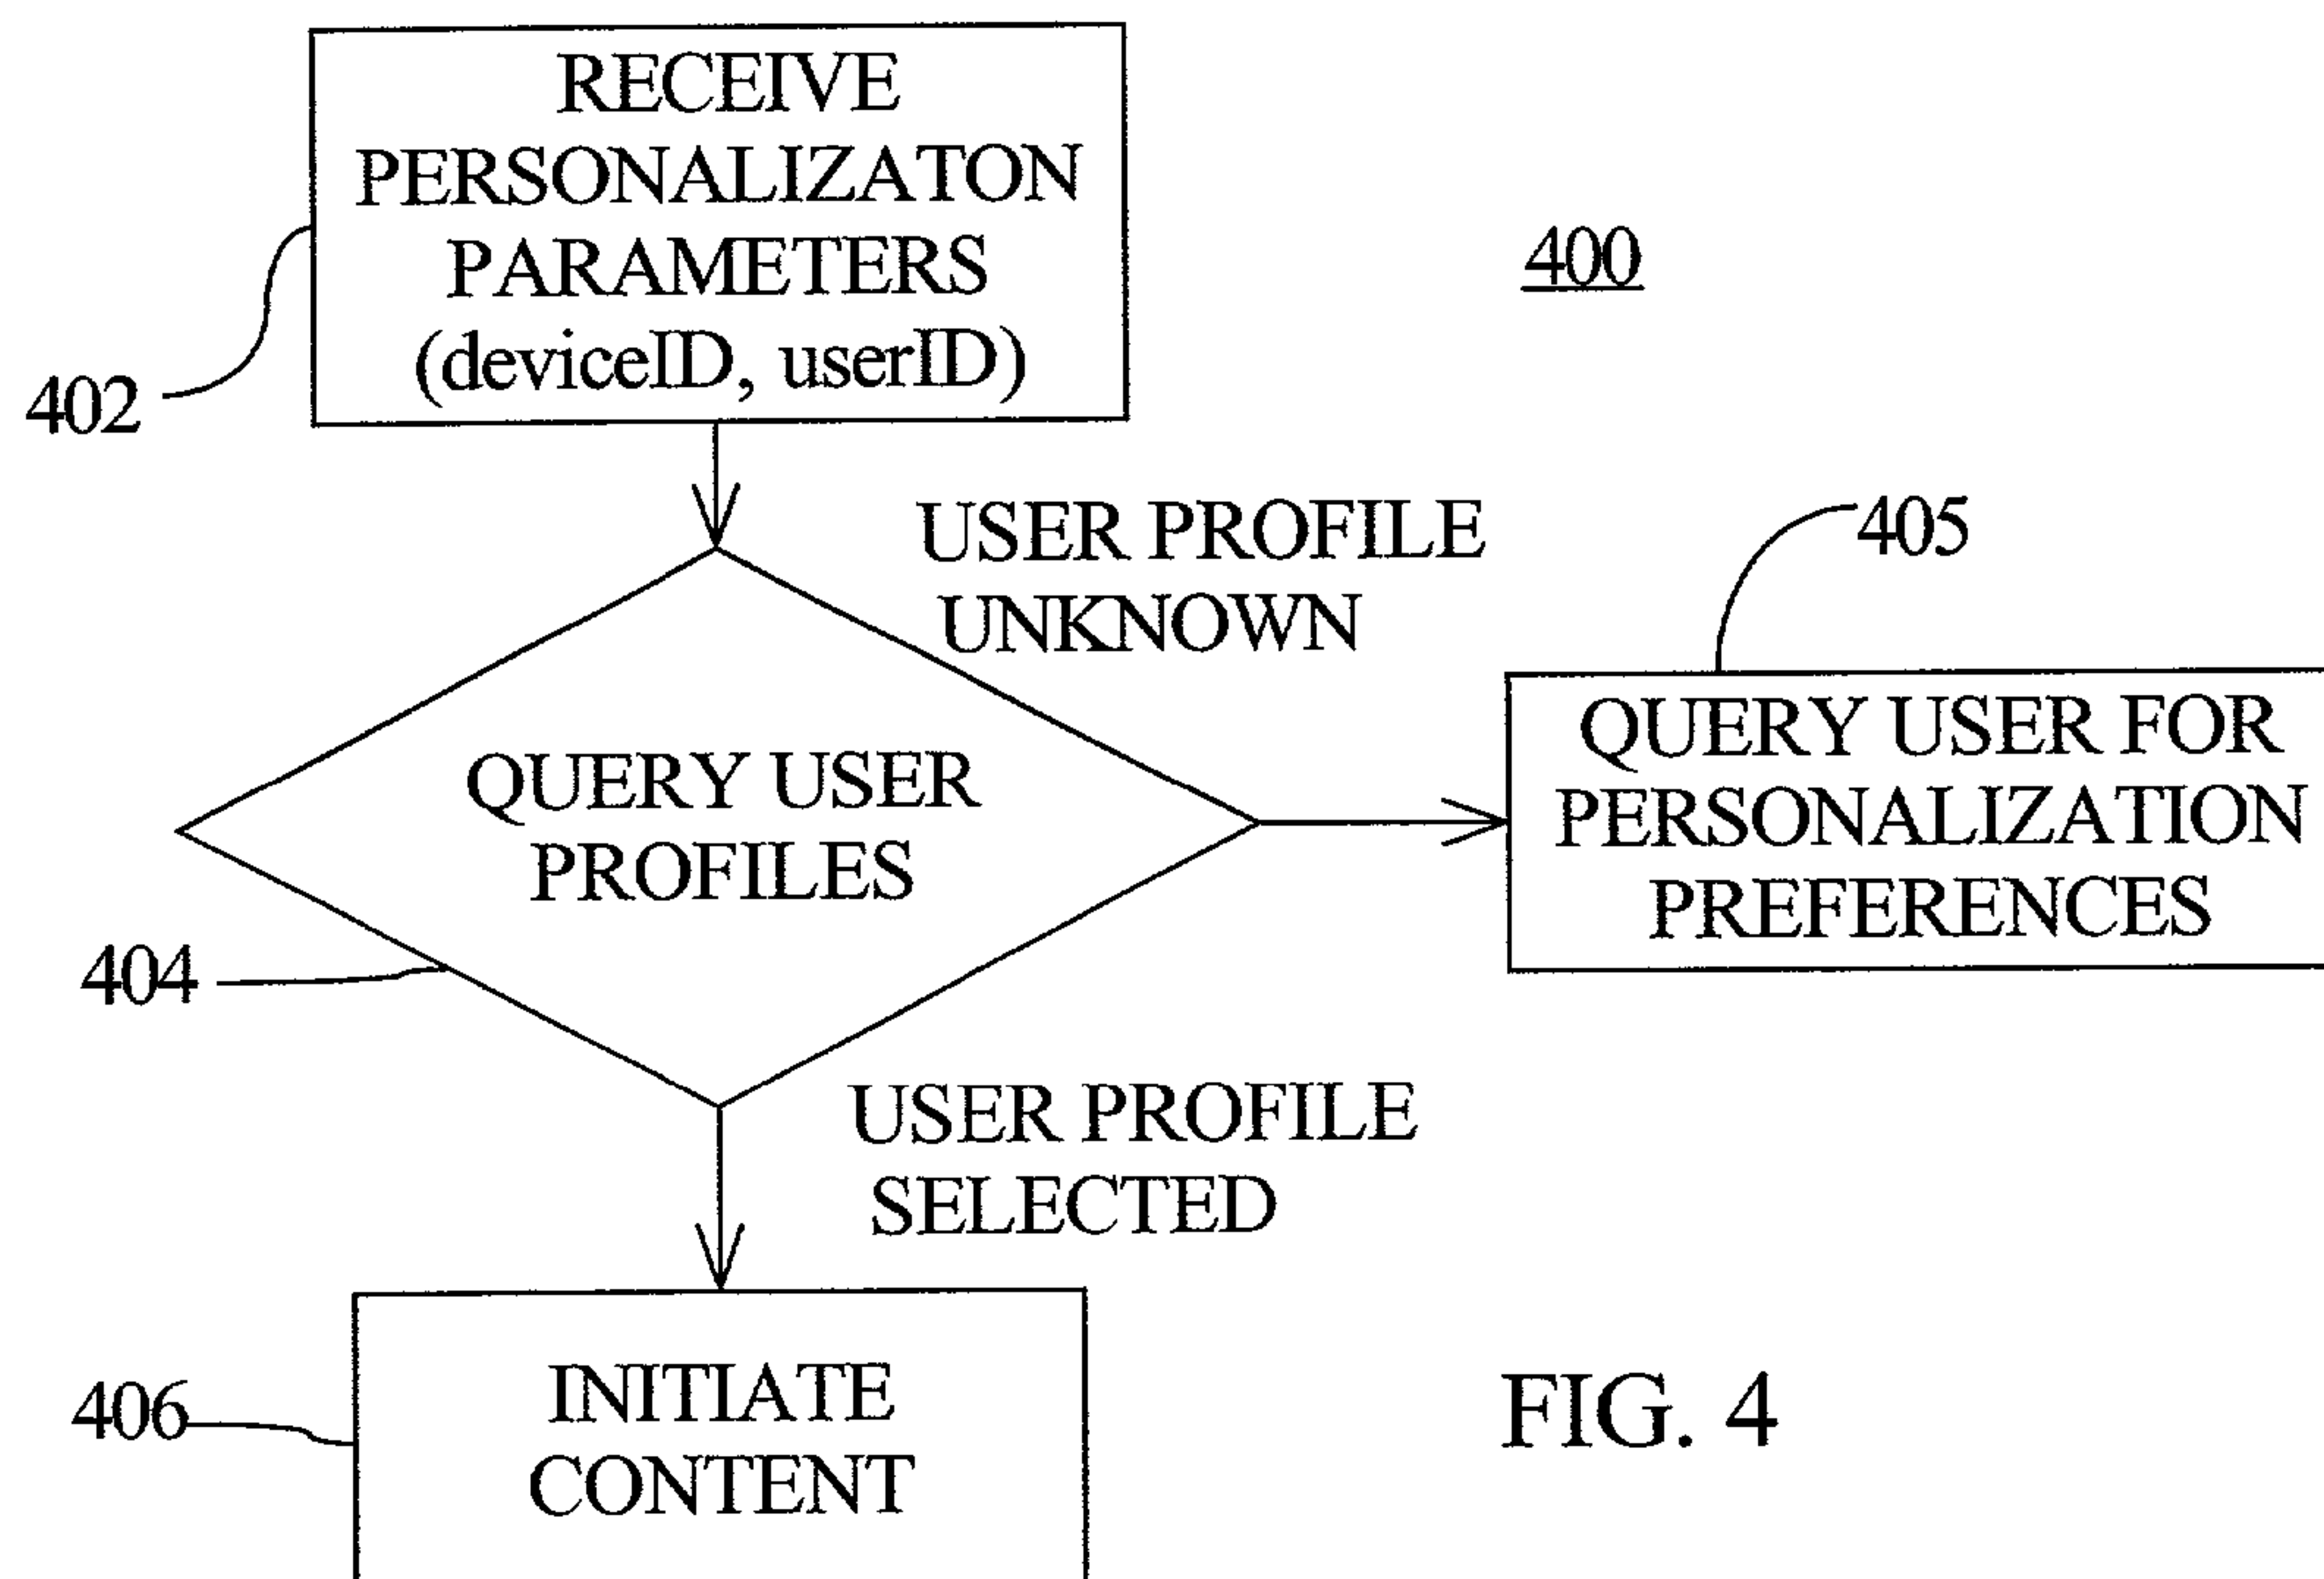 RECEIVE
PERSONALIZATON
PARAMETERS
(deviceID, userID)
400
402
USER PROFILE
UNKNOWN
405
QUERY USER
PROFILES
QUERY USER FOR
PERSONALIZATION
PREFERENCES
404
USER PROFILE
SELECTED
406
INITIATE
CONTENT
FIG. 4